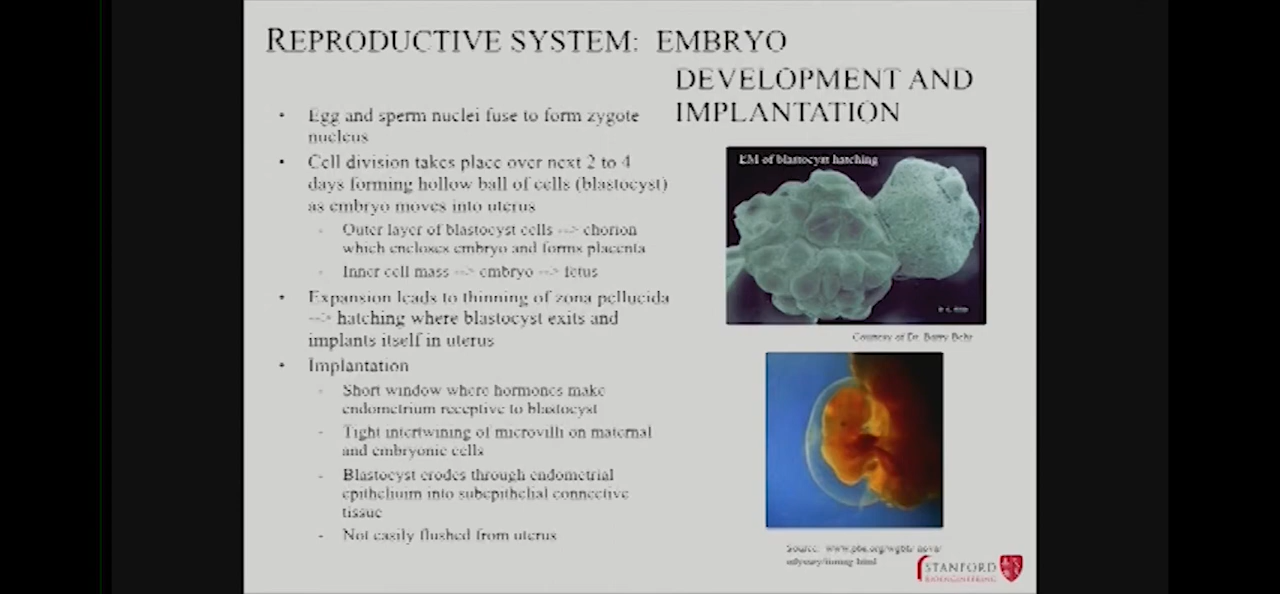 REPRODUCTIVE SYSTEM: EMBRYO
DEVELOPMENT AND
IMPLANTATION
• Egg and sperm nuclei fuse to form zygote
nucleus
• Cell division takes place over next 2 to 4
days forming hollow ball of cells (blastocyst)
as embryo moves into uterus
- Outer layer of blastocyst cells --> chorion
which encloses embryo and forms placenta
- Inner cell mass --> embryo --> fetus
• Expansion leads to thinning of zona pellucida
--> hatching where blastocyst exits and
implants itself in uterus
• Implantation
- Short window where hormones make
endometrium receptive to blastocyst
- Tight intertwining of microvilli on maternal
and embryonic cells
- Blastocyst erodes through endometrial
epithelium into subepithelial connective
tissue
- Not easily flushed from uterus
EM of blastocyst hatching
Courtesy of Dr. Barry Behr
Source: www.pbs.org/wgbh/nova/
STANFORD
BIOENGINEERING